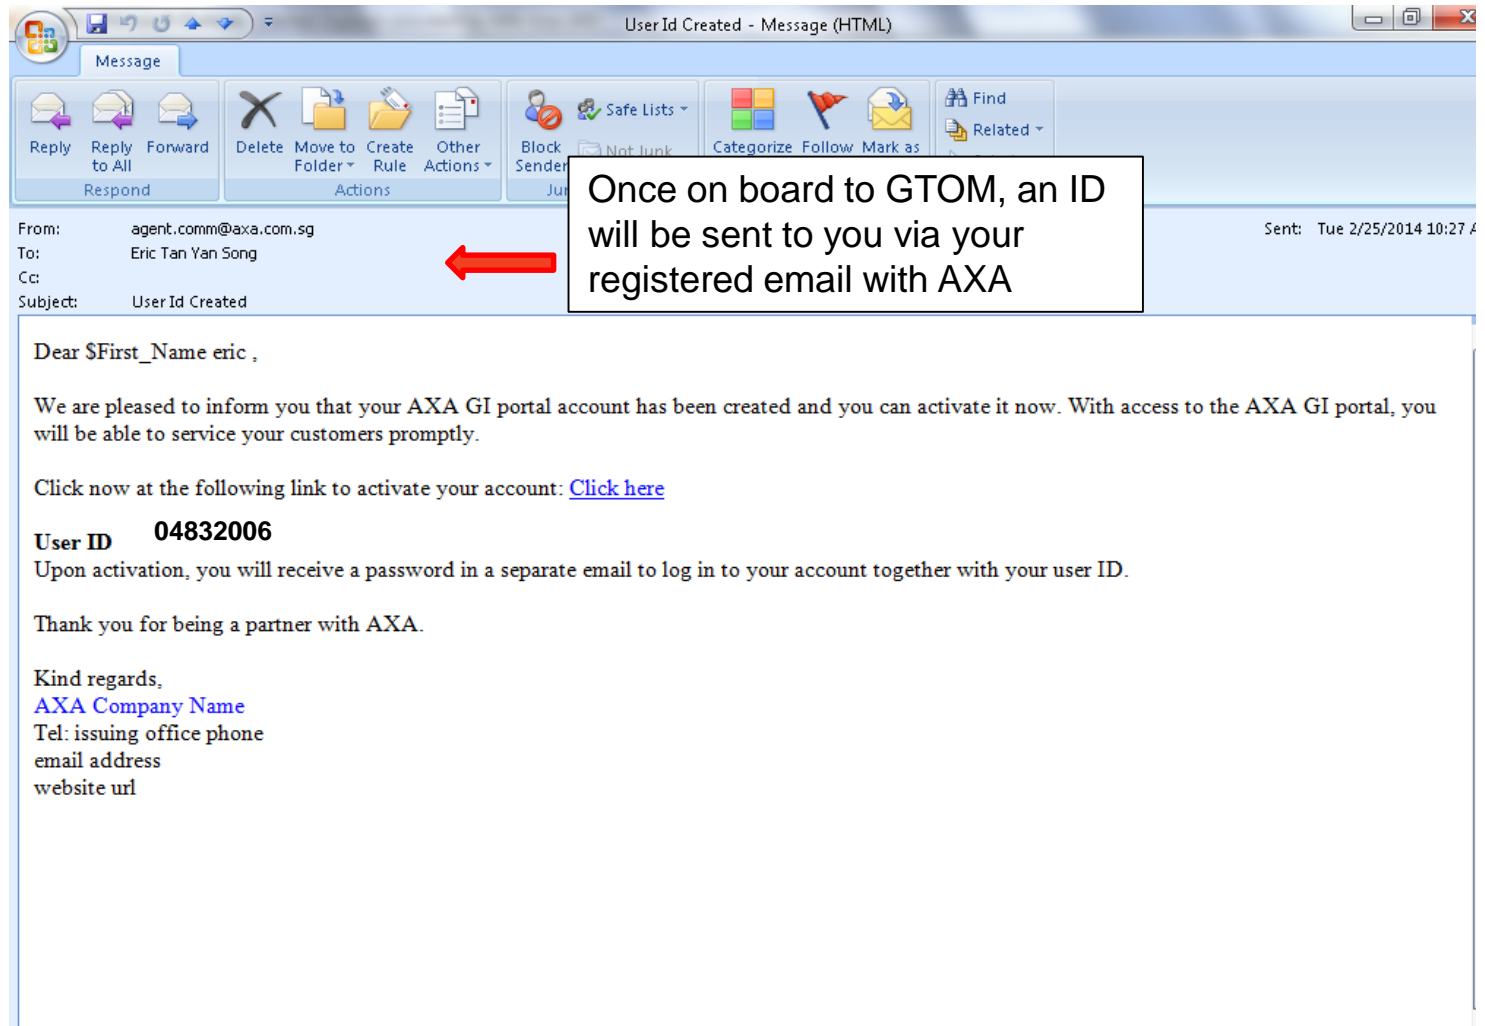 User Id Created - Message (HTML)
Message
Reply Reply to All Forward
Respond
Delete Move to Folder Create Rule Other Actions
Actions
Block Sender Safe Lists Not Junk
Categorize Follow Mark as
Find
Related
Once on board to GTOM, an ID
will be sent to you via your
registered email with AXA
From: agent.comm@axa.com.sg
Sent: Tue 2/25/2014 10:27 A
To: Eric Tan Yan Song
Cc:
Subject: User Id Created
Dear $First_Name eric ,
We are pleased to inform you that your AXA GI portal account has been created and you can activate it now. With access to the AXA GI portal, you
will be able to service your customers promptly.
Click now at the following link to activate your account: Click here
User ID 04832006
Upon activation, you will receive a password in a separate email to log in to your account together with your user ID.
Thank you for being a partner with AXA.
Kind regards,
AXA Company Name
Tel: issuing office phone
email address
website url